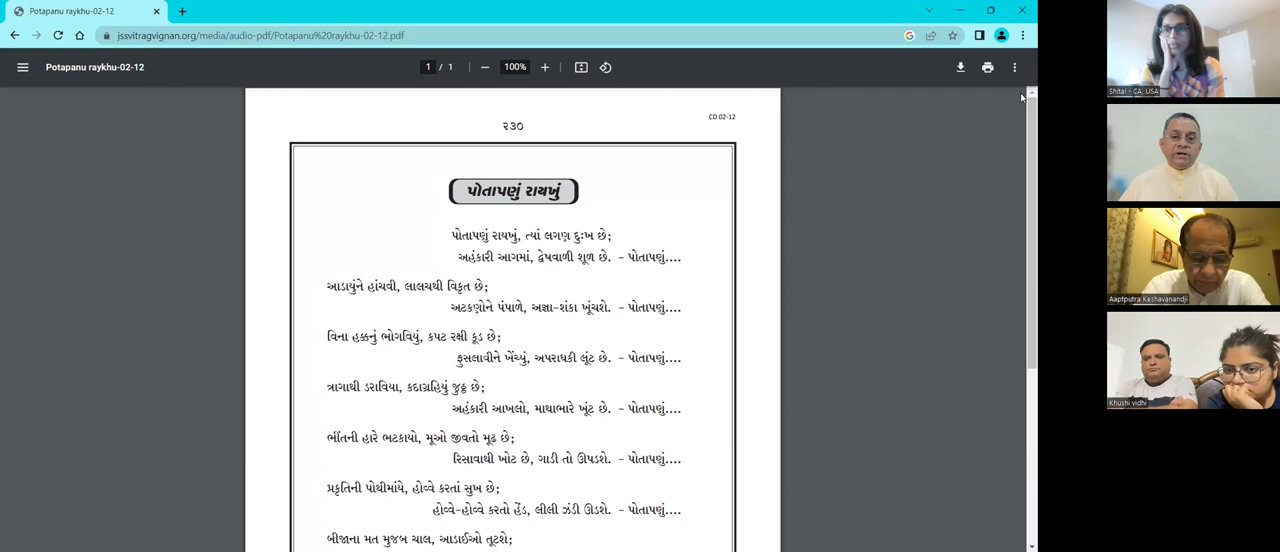 Potapanu raykhu-02-12
jssvitragvignan.org/media/audio-pdf/Potapanu%20raykhu-02-12.pdf
Potapanu raykhu-02-12
1 / 1
100%
CD 02-12
૨૩૦
પોતાપણું રાયખું
પોતાપણું રાયખું, ત્યાં લગણ દુઃખ છે;
અહંકારી આગમાં, દ્વેષવાળી શૂળ છે. – પોતાપણું....
આડાયુંને હાંચવી, લાલચથી વિકૃત છે;
અટકણોને પંપાળે, અજ્ઞા-શંકા ખૂંચશે. – પોતાપણું....
વિના હક્કનું ભોગવિયું, કપટ રક્ષી કૂડ છે;
ફુસલાવીને ખેંચ્યું, અપરાધકી લૂંટ છે. – પોતાપણું....
ત્રાગાથી ડરાવિયા, કદાગ્રહિયું જુઠ્ઠ છે;
અહંકારી આખલો, માથાભારે ખૂંટ છે. – પોતાપણું....
ભીંતની હારે ભટકાયો, મૂઓ જીવતો મૂઢ છે;
રિસાવાથી ખોટ છે, ગાડી તો ઊપડશે. – પોતાપણું....
પ્રકૃતિની પોથીમાંયે, હોવ્વે કરતાં સુખ છે;
હોવ્વે-હોવ્વે કરતો હેંડ, લીલી ઝંડી ઊડશે. – પોતાપણું....
બીજાના મત મુજબ ચાલ, આડાઈઓ તૂટશે;
Shital - CA, USA
Aaptputra Keshavanandji
Khushi vidhi